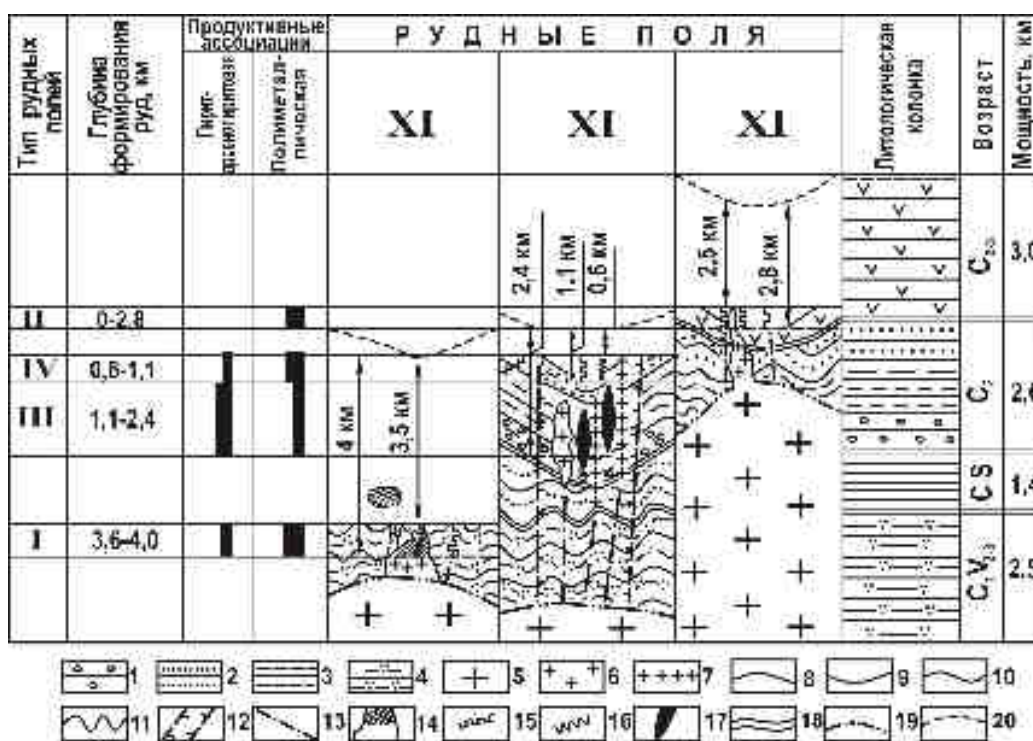 Тип рудных полей
Глубина формирования руд, км
Продуктивные ассоциации
Полиметаллическая
РУДНЫЕ ПОЛЯ
XI
XI
XI
Литологическая колонка
Возраст
Мощность, км
2,4 км
1.1 км
0,6 км
2,5 км
2,8 км
3,0
II
0-2,8
IV
0,6-1,1
III
1,1-2,4
4 км
3,5 км
C S
1,4
I
3,6-4,0
2,5
1 2 3 4 5 6 7 8 9 10
11 12 13 14 15 16 17 18 19 20